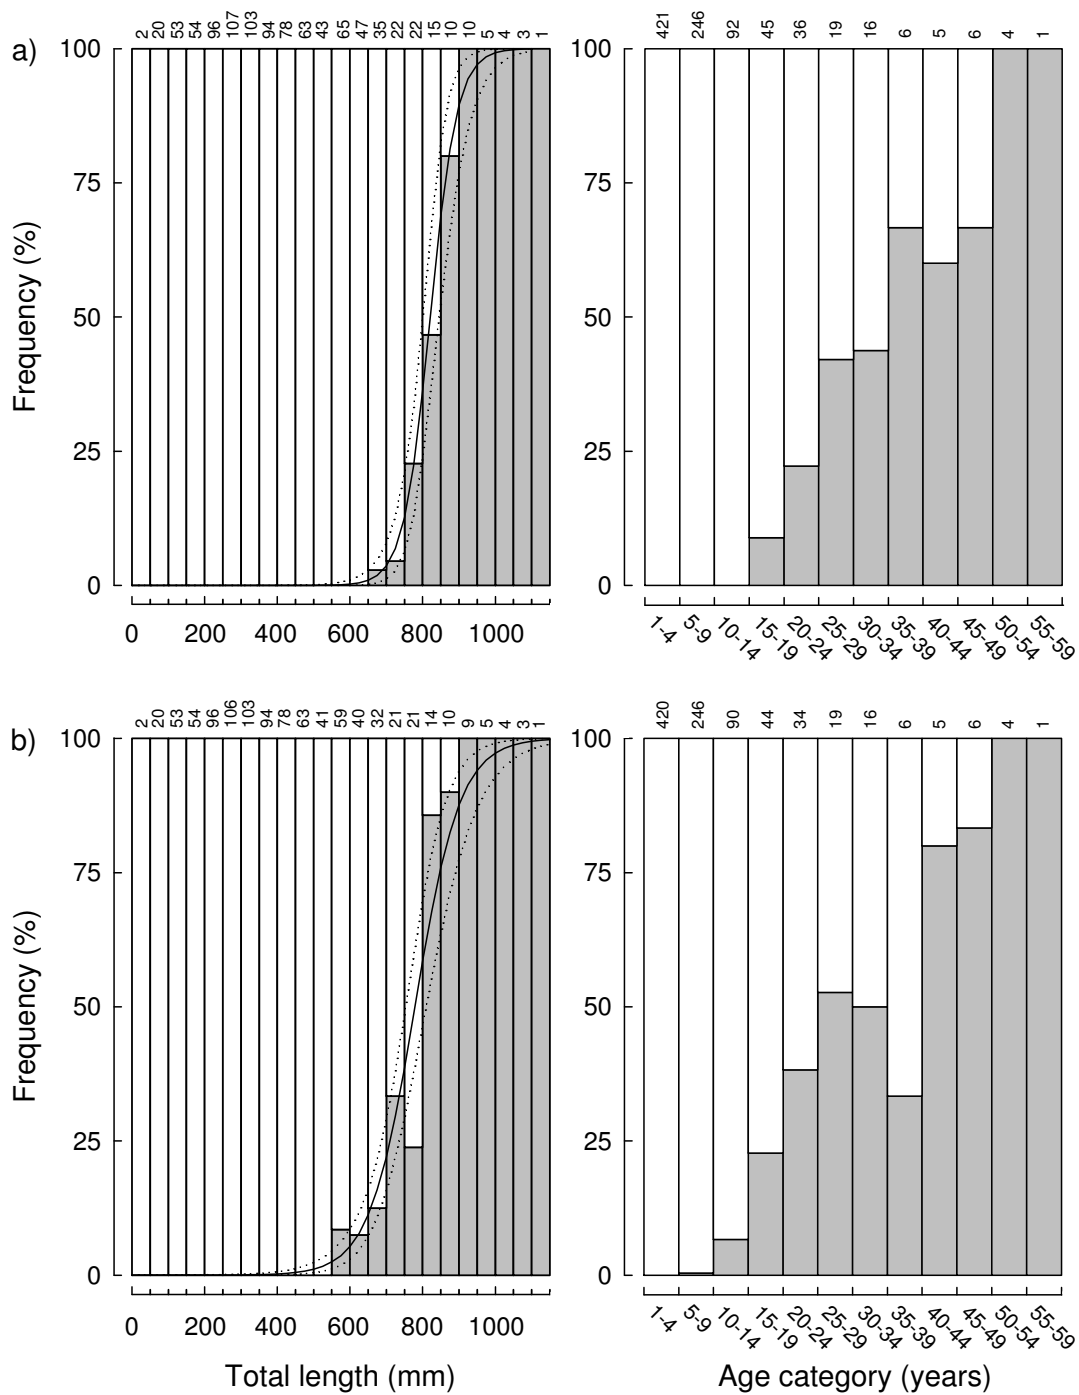 2 20 53 54 96 107 103 94 78 63 43 65 47 35 22 22 15 10 10 5 4 3 1
a)
100
75
50
25
0
Frequency (%)
0 200 400 600 800 1000
421 246 92 45 36 19 16 6 5 6 4 1
100
75
50
25
0
1-4 5-9 10-14 15-19 20-24 25-29 30-34 35-39 40-44 45-49 50-54 55-59
2 20 53 54 96 106 103 94 78 63 41 59 40 32 21 21 14 10 9 5 4 3 1
b)
100
75
50
25
0
Frequency (%)
0 200 400 600 800 1000
Total length (mm)
420 246 90 44 34 19 16 6 5 6 4 1
100
75
50
25
0
1-4 5-9 10-14 15-19 20-24 25-29 30-34 35-39 40-44 45-49 50-54 55-59
Age category (years)